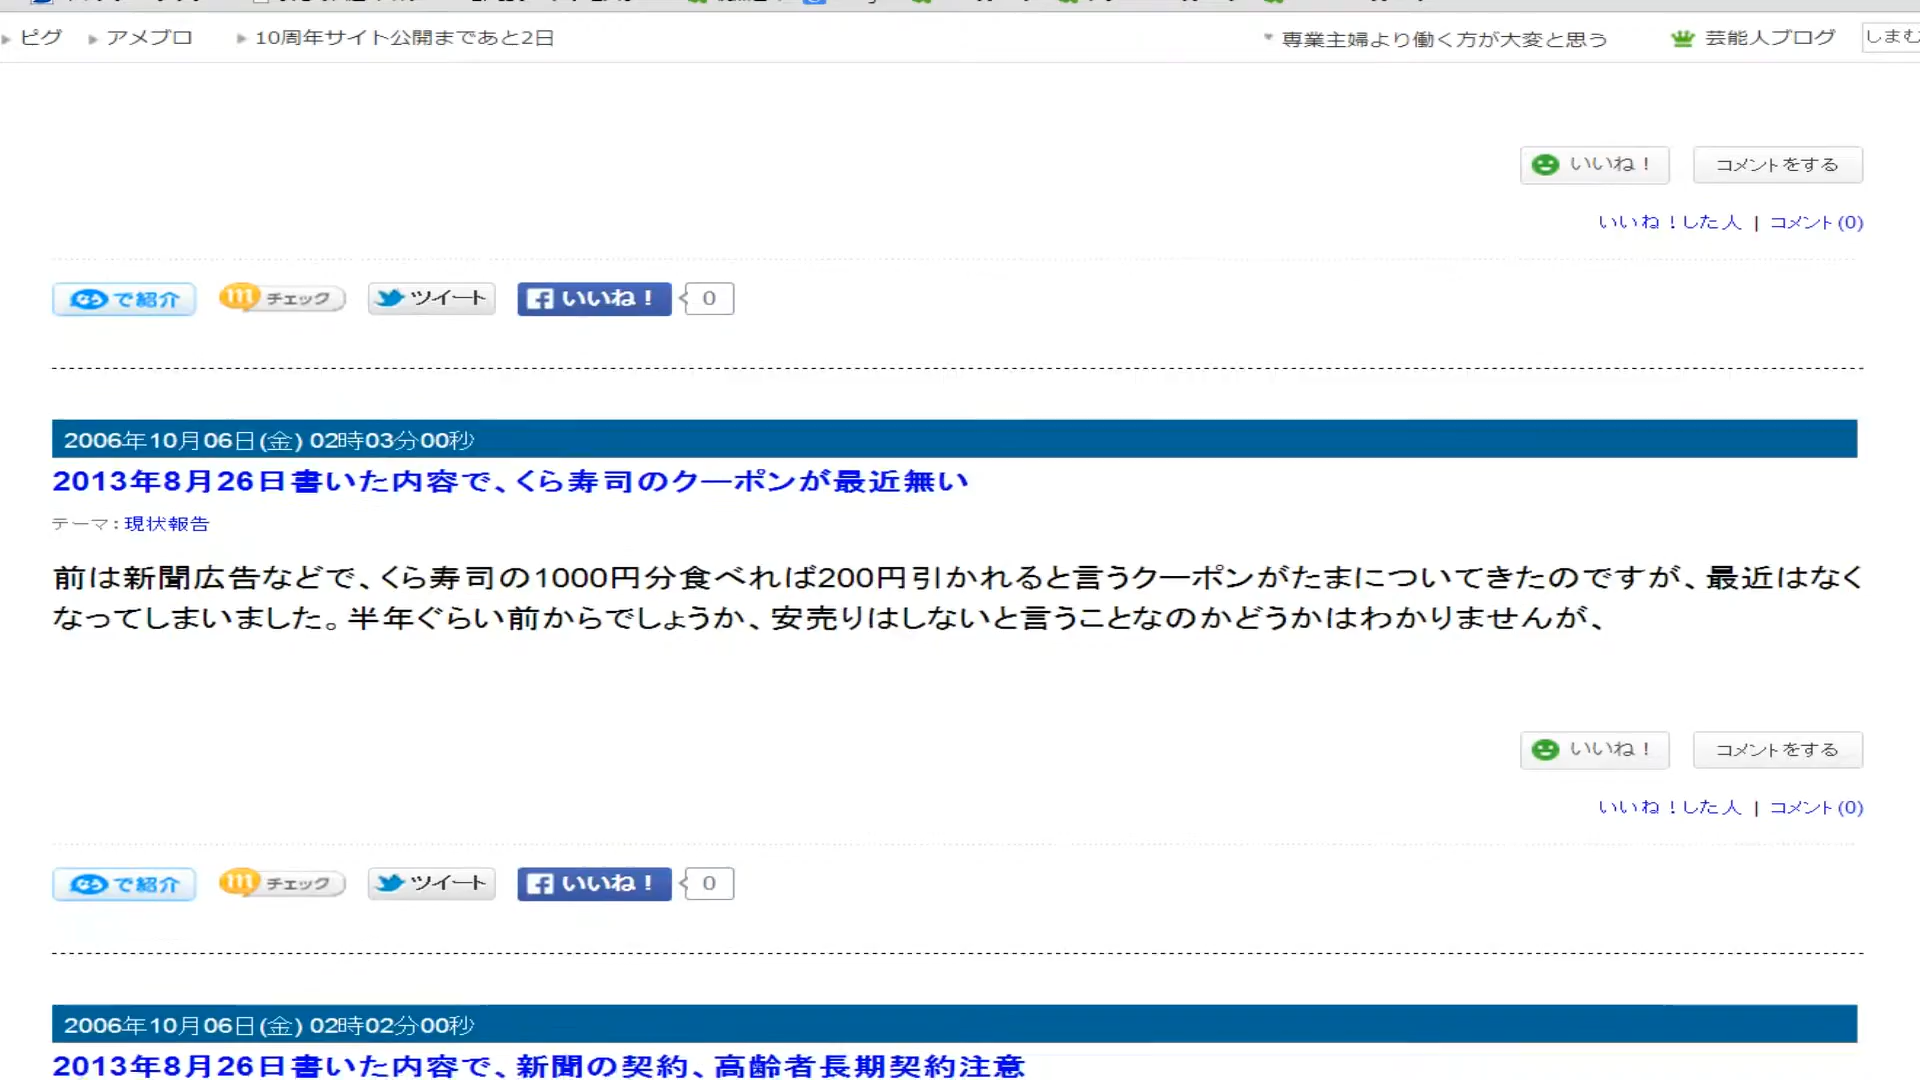 ピグ アメブロ 10周年サイト公開まであと2日 専業主婦より働く方が大変と思う 芸能人ブログ しまむ
いいね！ コメントをする
いいね！した人 | コメント(0)
で紹介 チェック ツイート いいね！ 0
2006年10月06日(金) 02時03分00秒
2013年8月26日書いた内容で、くら寿司のクーポンが最近無い
テーマ：現状報告
前は新聞広告などで、くら寿司の1000円分食べれば200円引かれると言うクーポンがたまについてきたのですが、最近はなく
なってしまいました。半年ぐらい前からでしょうか、安売りはしないと言うことなのかどうかはわかりませんが、
いいね！ コメントをする
いいね！した人 | コメント(0)
で紹介 チェック ツイート いいね！ 0
2006年10月06日(金) 02時02分00秒
2013年8月26日書いた内容で、新聞の契約、高齢者長期契約注意